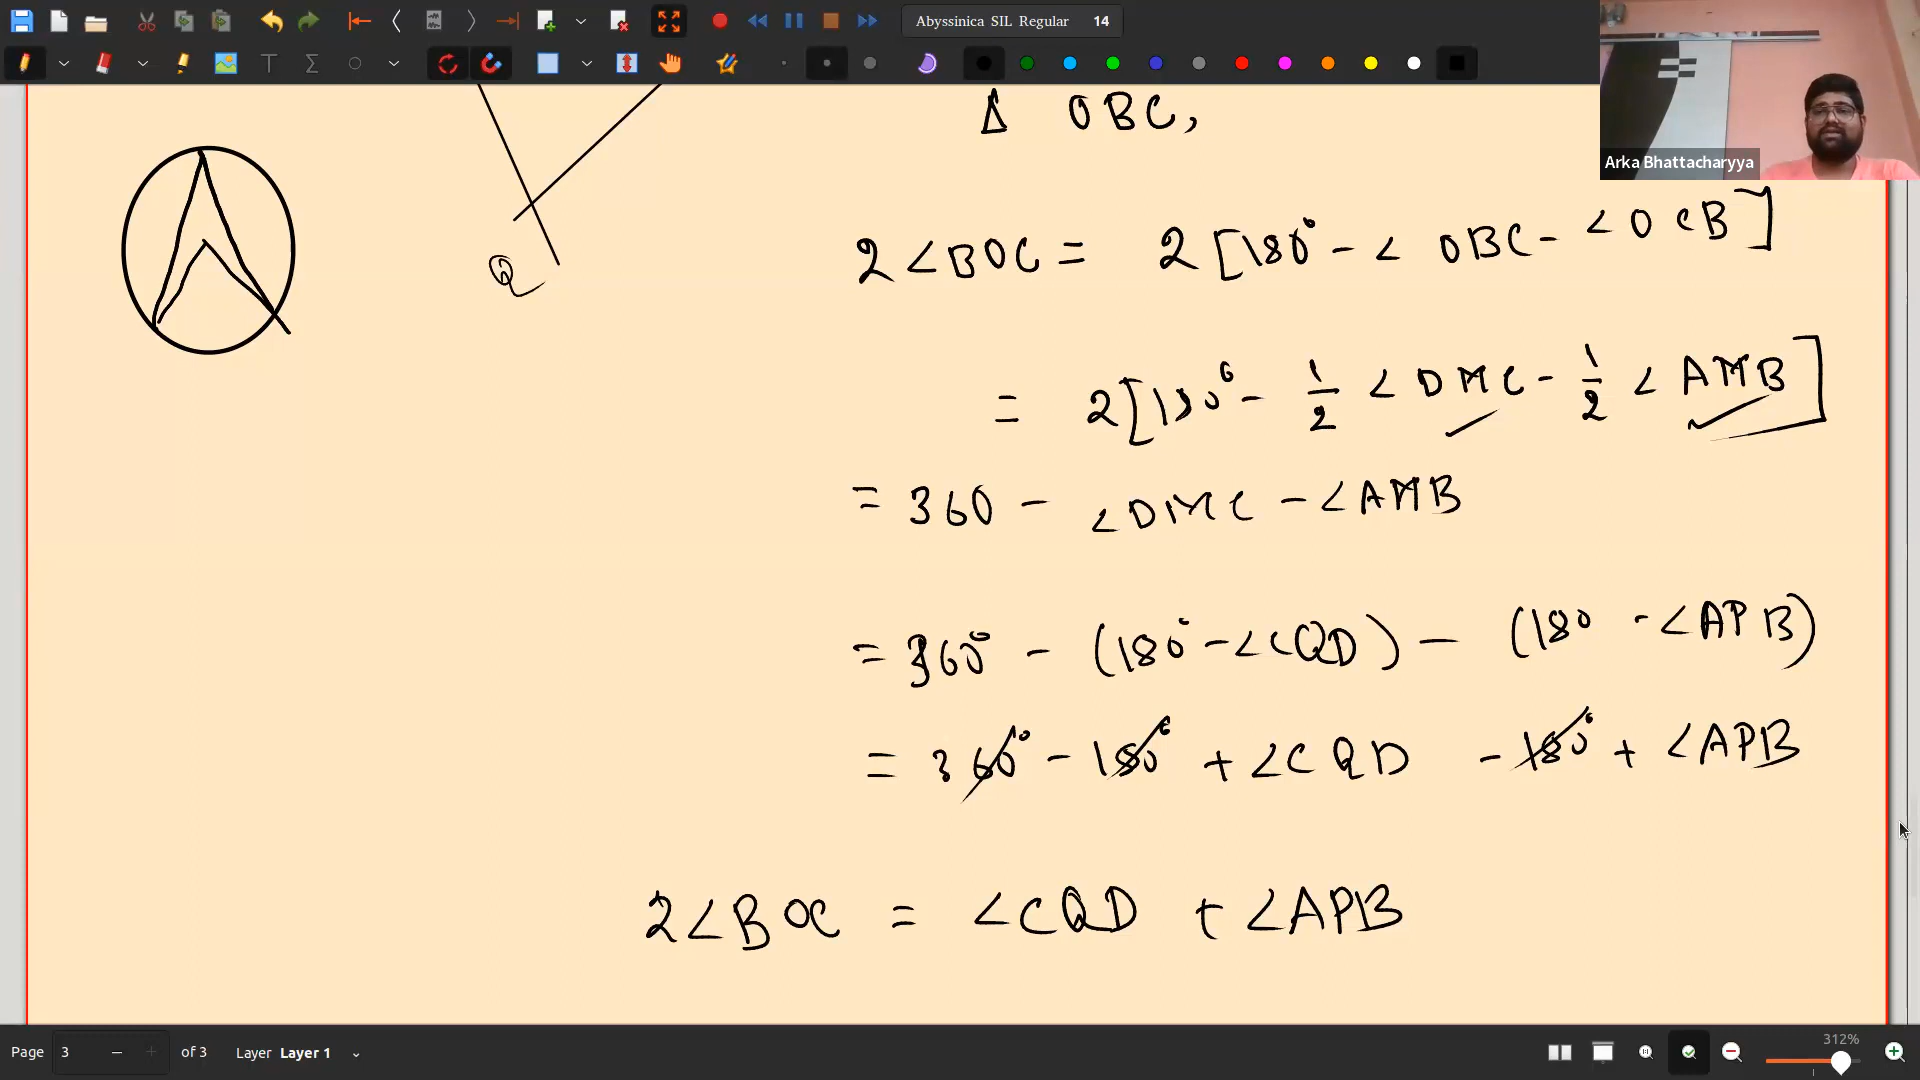 Abyssinica SIL Regular 14
Arka Bhattacharyya
Δ OBC,
2∠BOC = 2[180° - ∠OBC - ∠OCB]
= 2[180° - 1/2 ∠DMC - 1/2 ∠AMB]
= 360 - ∠DMC - ∠AMB
= 360° - (180° - ∠CQD) - (180 - ∠APB)
= 360° - 180° + ∠CQD - 180° + ∠APB
2∠BOC = ∠CQD + ∠APB
Q
Page 3 of 3 Layer Layer 1
312%